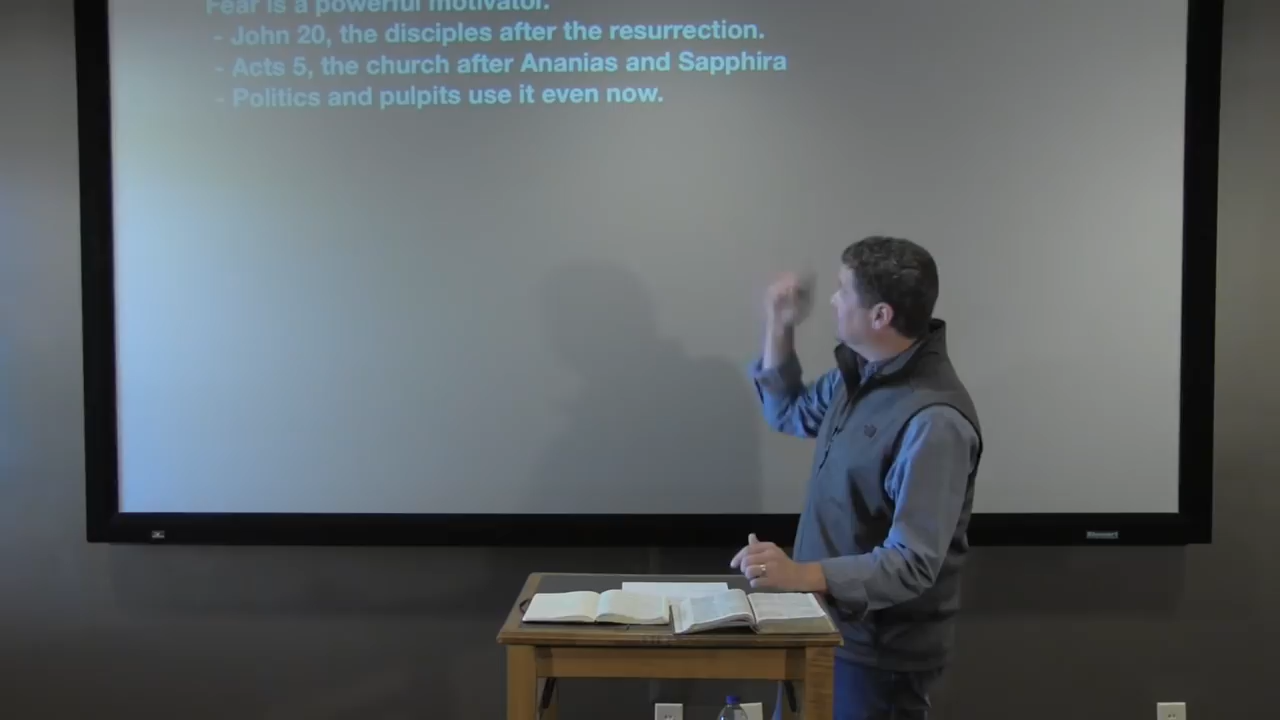 Fear is a powerful motivator.
- John 20, the disciples after the resurrection.
- Acts 5, the church after Ananias and Sapphira
- Politics and pulpits use it even now.
Stewart